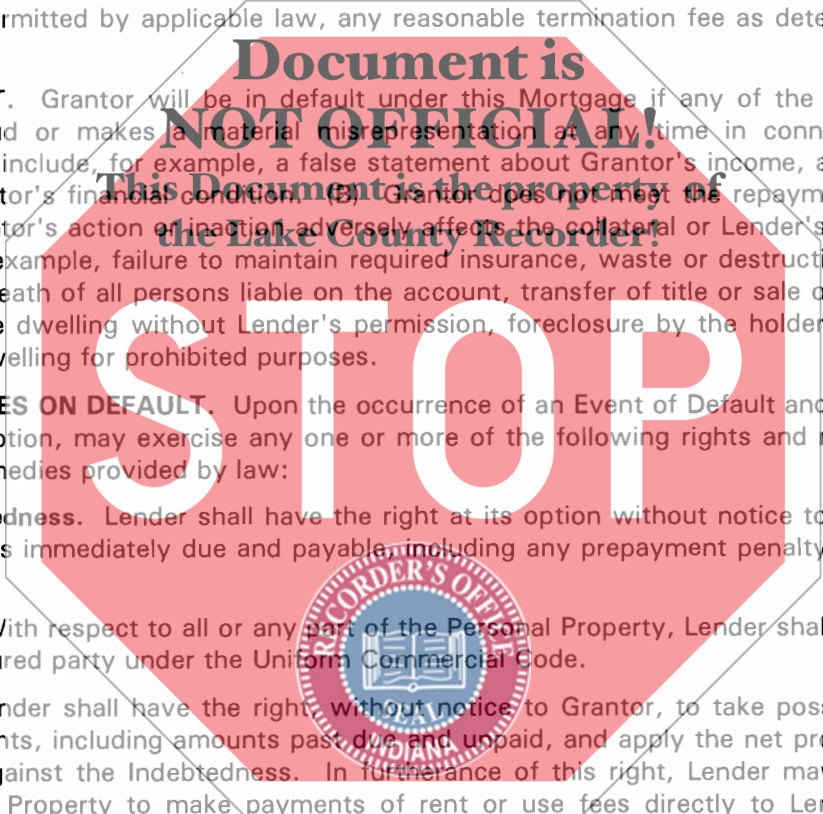 rmitted by applicable law, any reasonable termination fee as dete
Document is
T. Grantor will be in default under this Mortgage if any of the
NOT OFFICIAL!
d or makes a material misrepresentation at any time in conn
include, for example, a false statement about Grantor's income, a
This Document is the property of
tor's financial condition. (B) Grantor does not meet the repaym
the Lake County Recorder!
tor's action or inaction adversely affects the collateral or Lender's
example, failure to maintain required insurance, waste or destructi
eath of all persons liable on the account, transfer of title or sale o
e dwelling without Lender's permission, foreclosure by the holder
welling for prohibited purposes.
STOP
ES ON DEFAULT. Upon the occurrence of an Event of Default and
ption, may exercise any one or more of the following rights and r
nedies provided by law:
edness. Lender shall have the right at its option without notice to
s immediately due and payable, including any prepayment penalty
RECORDER'S OFFICE
With respect to all or any part of the Personal Property, Lender shal
red party under the Uniform Commercial Code.
nder shall have the right, without notice to Grantor, to take poss
SEAL
nts, including amounts past due and unpaid, and apply the net pro
INDIANA
gainst the Indebtedness. In furtherance of this right, Lender may
Property to make payments of rent or use fees directly to Len